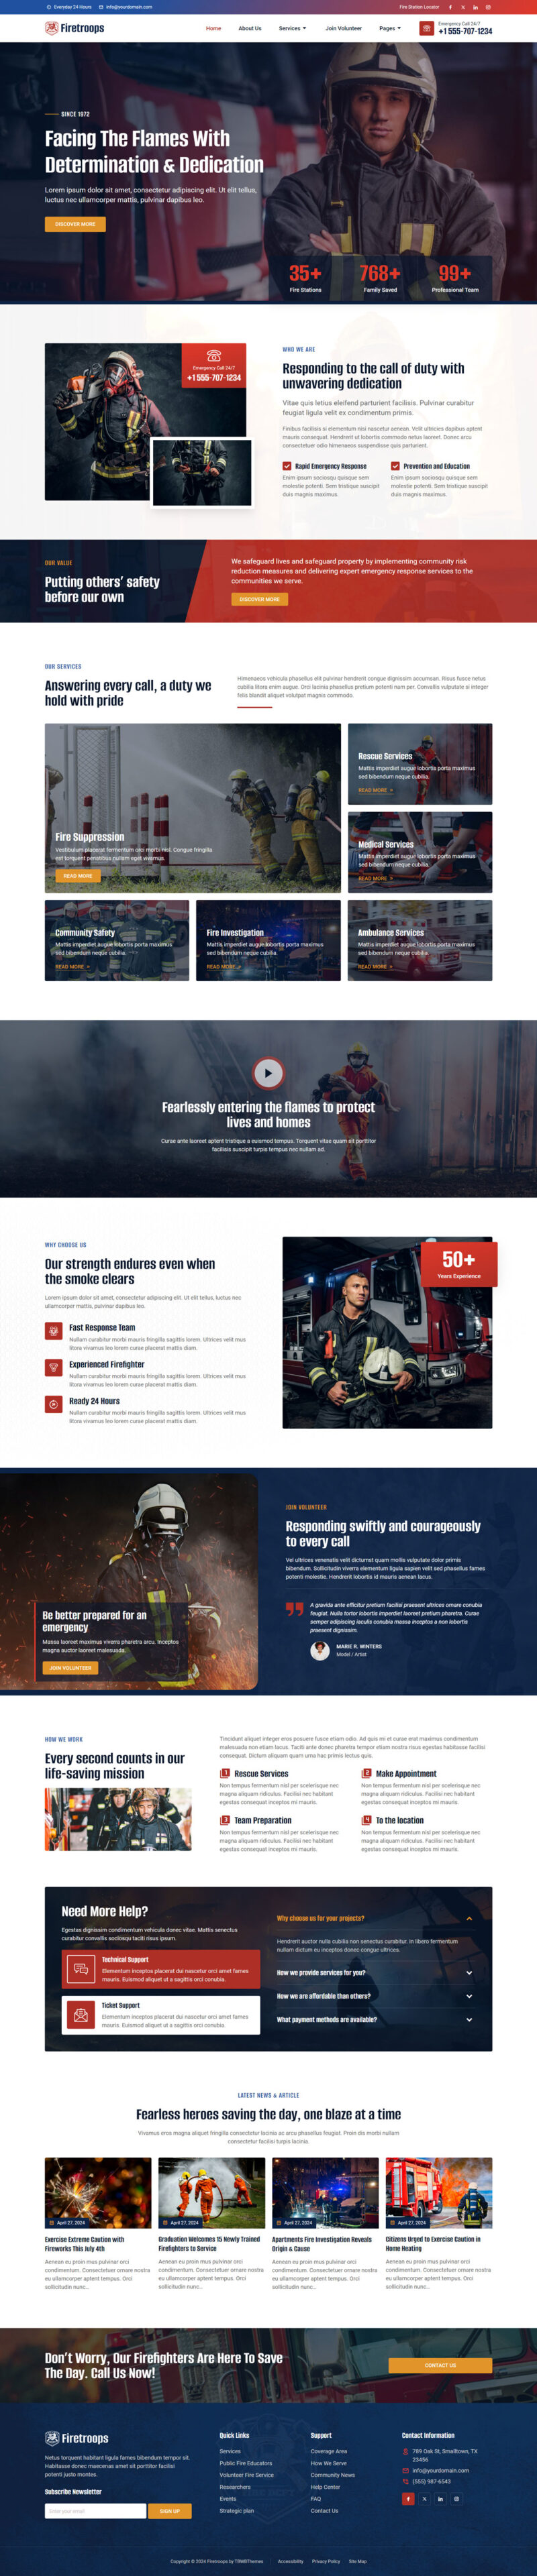 Everyday 24 Hours info@yourdomain.com Fire Station Locator
Firetroops
Home About Us Services Join Volunteer Pages
Emergency Call 24/7
+1 555-707-1234
SINCE 1972
Facing The Flames With
Determination & Dedication
Lorem ipsum dolor sit amet, consectetur adipiscing elit. Ut elit tellus,
luctus nec ullamcorper mattis, pulvinar dapibus leo.
DISCOVER MORE
35+ 768+ 99+
Fire Stations Family Saved Professional Team
Emergency Call 24/7
+1 555-707-1234
WHO WE ARE
Responding to the call of duty with
unwavering dedication
Vitae quis letius eleifend parturient facilisis. Pulvinar curabitur
feugiat ligula velit ex condimentum primis.
Finibus facilisis si elementum nisi nascetur aenean. Velit ultricies dapibus aptent
mauris consequat. Hendrerit ut lobortis commodo netus laoreet. Donec arcu
consectetuer odio himenaeos suspendisse quis parturient.
Rapid Emergency Response
Enim ipsum sociosqu quisque sem
molestie potenti. Sem tristique suscipit
duis magnis maximus.
Prevention and Education
Enim ipsum sociosqu quisque sem
molestie potenti. Sem tristique suscipit
duis magnis maximus.
OUR VALUE
Putting others' safety
before our own
We safeguard lives and safeguard property by implementing community risk
reduction measures and delivering expert emergency response services to the
communities we serve.
DISCOVER MORE
OUR SERVICES
Answering every call, a duty we
hold with pride
Himenaeos vehicula phasellus elit pulvinar hendrerit congue dignissim accumsan. Risus fusce netus
cubilia litora enim augue. Orci lacinia phasellus pretium potenti nam per. Convallis vulputate si integer
felis blandit aliquet volutpat magnis commodo.
Fire Suppression
Vestibulum placerat fermentum orci morbi nisl. Congue fringilla
est torquent penatibus nullam eget vivamus.
READ MORE
Rescue Services
Mattis imperdiet augue lobortis porta maximus
sed bibendum neque cubilia.
READ MORE
Medical Services
Mattis imperdiet augue lobortis porta maximus
sed bibendum neque cubilia.
READ MORE
Community Safety
Mattis imperdiet augue lobortis porta maximus
sed bibendum neque cubilia.
READ MORE
Fire Investigation
Mattis imperdiet augue lobortis porta maximus
sed bibendum neque cubilia.
READ MORE
Ambulance Services
Mattis imperdiet augue lobortis porta maximus
sed bibendum neque cubilia.
READ MORE
Fearlessly entering the flames to protect
lives and homes
Curae ante laoreet aptent tristique a euismod tempus. Torquent vitae quam sit porttitor
facilisis suscipit turpis tempus nec nullam ad.
WHY CHOOSE US
Our strength endures even when
the smoke clears
Lorem ipsum dolor sit amet, consectetur adipiscing elit. Ut elit tellus, luctus nec
ullamcorper mattis, pulvinar dapibus leo.
Fast Response Team
Nullam curabitur morbi mauris fringilla sagittis lorem. Ultrices velit mus
litora vivamus leo lorem curae placerat mattis diam.
Experienced Firefighter
Nullam curabitur morbi mauris fringilla sagittis lorem. Ultrices velit mus
litora vivamus leo lorem curae placerat mattis diam.
Ready 24 Hours
Nullam curabitur morbi mauris fringilla sagittis lorem. Ultrices velit mus
litora vivamus leo lorem curae placerat mattis diam.
50+
Years Experience
Be better prepared for an
emergency
Massa laoreet maximus viverra pharetra arcu. Inceptos
magna auctor laoreet malesuada.
JOIN VOLUNTEER
JOIN VOLUNTEER
Responding swiftly and courageously
to every call
Vel ultrices venenatis velit dictumst quam mollis vulputate dolor primis
bibendum. Sollicitudin viverra elementum ligula sapien velit sed phasellus fames
potenti molestie. Hendrerit lobortis id mauris aenean lacus.
A gravida ante efficitur pretium facilisi praesent ultrices ornare conubia
feugiat. Nulla tortor lobortis imperdiet laoreet pretium pharetra. Curae
semper adipiscing iaculis conubia massa inceptos a non lobortis
praesent dignissim.
MARIE R. WINTERS
Model / Artist
HOW WE WORK
Every second counts in our
life-saving mission
Tincidunt aliquet integer eros posuere fusce etiam odio. Ad quis mi et curae erat maximus condimentum
malesuada non etiam lacus. Taciti ante donec pharetra tempor etiam nostra risus egestas habitasse facilisi
consequat. Dictum aliquam quam urna hac primis lectus quis.
1 Rescue Services
Non tempus fermentum nisl per scelerisque nec
magna aliquam ridiculus. Facilisi nec habitant
egestas consequat inceptos mi mauris.
2 Make Appointment
Non tempus fermentum nisl per scelerisque nec
magna aliquam ridiculus. Facilisi nec habitant
egestas consequat inceptos mi mauris.
3 Team Preparation
Non tempus fermentum nisl per scelerisque nec
magna aliquam ridiculus. Facilisi nec habitant
egestas consequat inceptos mi mauris.
4 To the location
Non tempus fermentum nisl per scelerisque nec
magna aliquam ridiculus. Facilisi nec habitant
egestas consequat inceptos mi mauris.
Need More Help?
Egestas dignissim condimentum vehicula donec vitae. Mattis senectus
curabitur convallis sociosqu taciti risus ipsum.
Technical Support
Elementum inceptos placerat dui nascetur orci amet fames
mauris. Euismod aliquet ut a sagittis orci conubia.
Ticket Support
Elementum inceptos placerat dui nascetur orci amet fames
mauris. Euismod aliquet ut a sagittis orci conubia.
Why choose us for your projects?
Hendrerit auctor nulla cubilia non senectus curabitur. In libero fermentum
nullam dictum eu inceptos donec congue ultrices.
How we provide services for you?
How we are affordable than others?
What payment methods are available?
LATEST NEWS & ARTICLE
Fearless heroes saving the day, one blaze at a time
Vivamus eros magna aliquet fringilla consectetur lacinia ac arcu phasellus feugiat. Proin dis morbi nullam
consectetur facilisi turpis lacinia.
April 27, 2024
Exercise Extreme Caution with
Fireworks This July 4th
Aenean eu proin mus pulvinar orci
condimentum. Consectetuer ornare nostra
eu ullamcorper aptent tempus. Orci
sollicitudin nunc...
April 27, 2024
Graduation Welcomes 15 Newly Trained
Firefighters to Service
Aenean eu proin mus pulvinar orci
condimentum. Consectetuer ornare nostra
eu ullamcorper aptent tempus. Orci
sollicitudin nunc...
April 27, 2024
Apartments Fire Investigation Reveals
Origin & Cause
Aenean eu proin mus pulvinar orci
condimentum. Consectetuer ornare nostra
eu ullamcorper aptent tempus. Orci
sollicitudin nunc...
April 27, 2024
Citizens Urged to Exercise Caution in
Home Heating
Aenean eu proin mus pulvinar orci
condimentum. Consectetuer ornare nostra
eu ullamcorper aptent tempus. Orci
sollicitudin nunc...
Don't Worry, Our Firefighters Are Here To Save
The Day. Call Us Now!
CONTACT US
Firetroops
Netus torquent habitant ligula fames bibendum tempor sit.
Habitasse donec maecenas amet sit porttitor facilisi
potenti justo montes.
Subscribe Newsletter
Enter your email
SIGN UP
Quick Links
Services
Public Fire Educators
Volunteer Fire Service
Researchers
Events
Strategic plan
Support
Coverage Area
How We Serve
Community News
Help Center
FAQ
Contact Us
Contact Information
789 Oak St, Smalltown, TX
23456
info@yourdomain.com
(555) 987-6543
Copyright © 2024 Firetroops by TBWBThemes Accessibility Privacy Policy Site Map